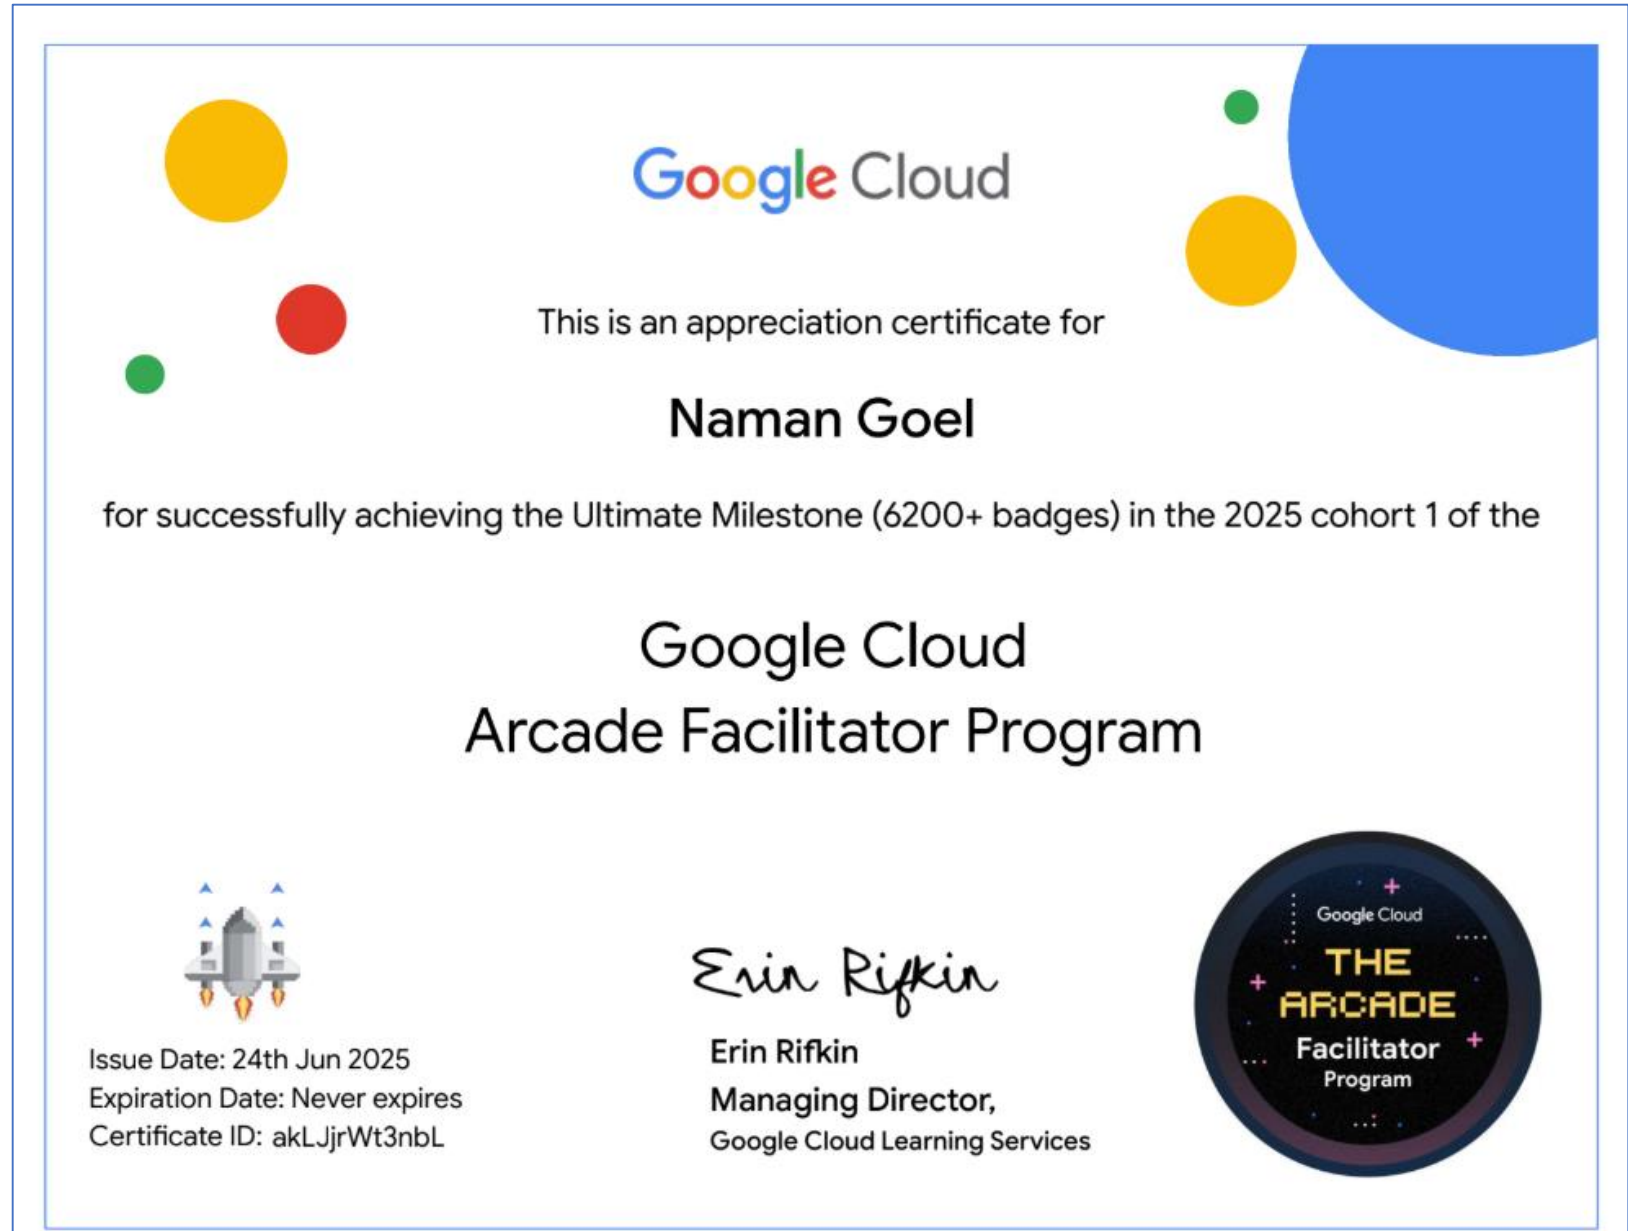 Google Cloud
This is an appreciation certificate for
Naman Goel
for successfully achieving the Ultimate Milestone (6200+ badges) in the 2025 cohort 1 of the
Google Cloud
Arcade Facilitator Program
Issue Date: 24th Jun 2025
Expiration Date: Never expires
Certificate ID: akLJjrWt3nbL
Erin Rifkin
Erin Rifkin
Managing Director,
Google Cloud Learning Services
Google Cloud
THE
ARCADE
Facilitator
Program